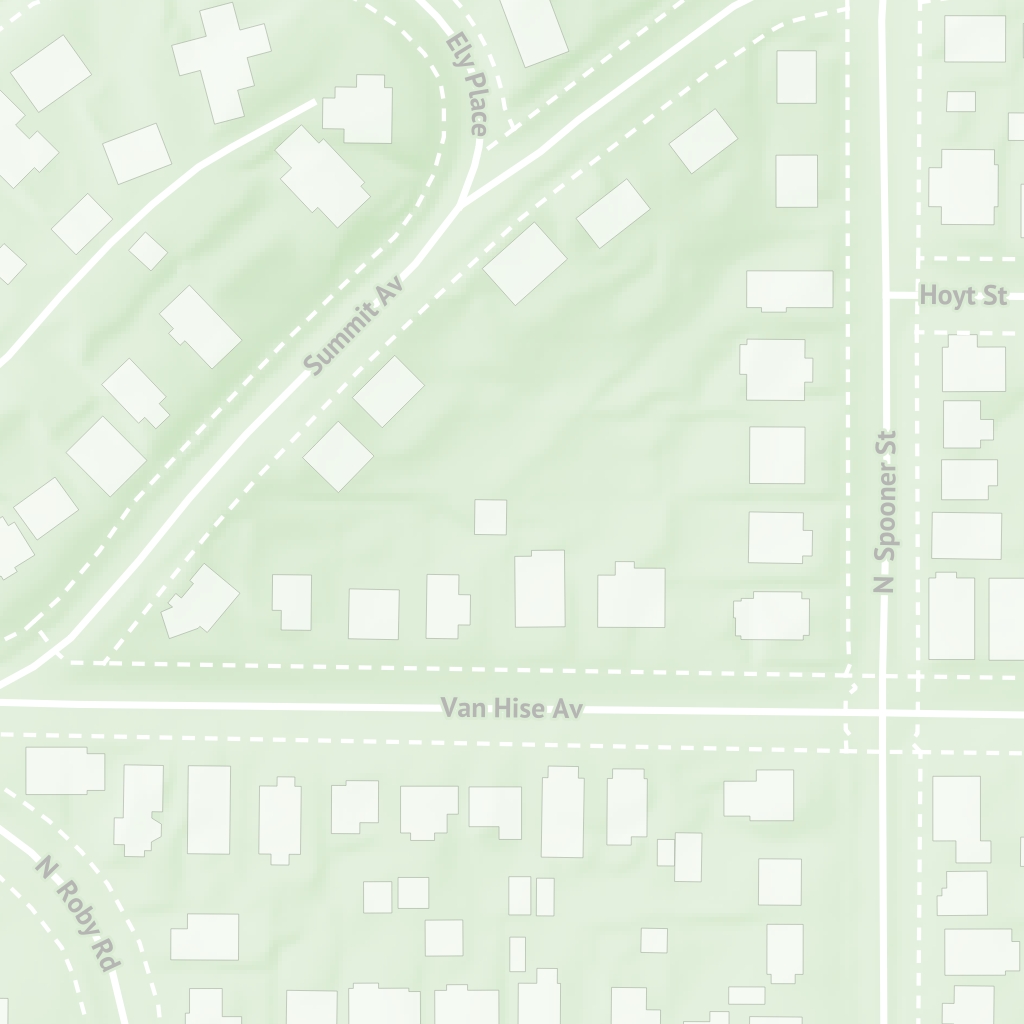 Ely Place
Summit Av
Hoyt St
N Spooner St
Van Hise Av
N Roby Rd